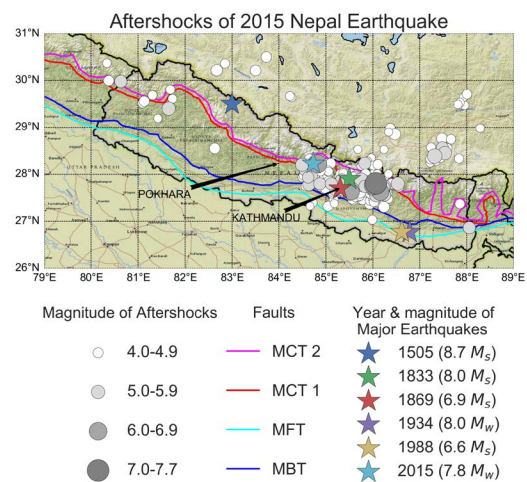 Aftershocks of 2015 Nepal Earthquake
31°N
30°N
29°N
28°N
27°N
26°N
UTTAR PRADESH
NEPAL
POKHARA
KATHMANDU
79°E 80°E 81°E 82°E 83°E 84°E 85°E 86°E 87°E 88°E 89°E
Magnitude of Aftershocks
4.0-4.9
5.0-5.9
6.0-6.9
7.0-7.7
Faults
MCT 2
MCT 1
MFT
MBT
Year & magnitude of
Major Earthquakes
1505 (8.7 Ms)
1833 (8.0 Ms)
1869 (6.9 Ms)
1934 (8.0 Mw)
1988 (6.6 Ms)
2015 (7.8 Mw)